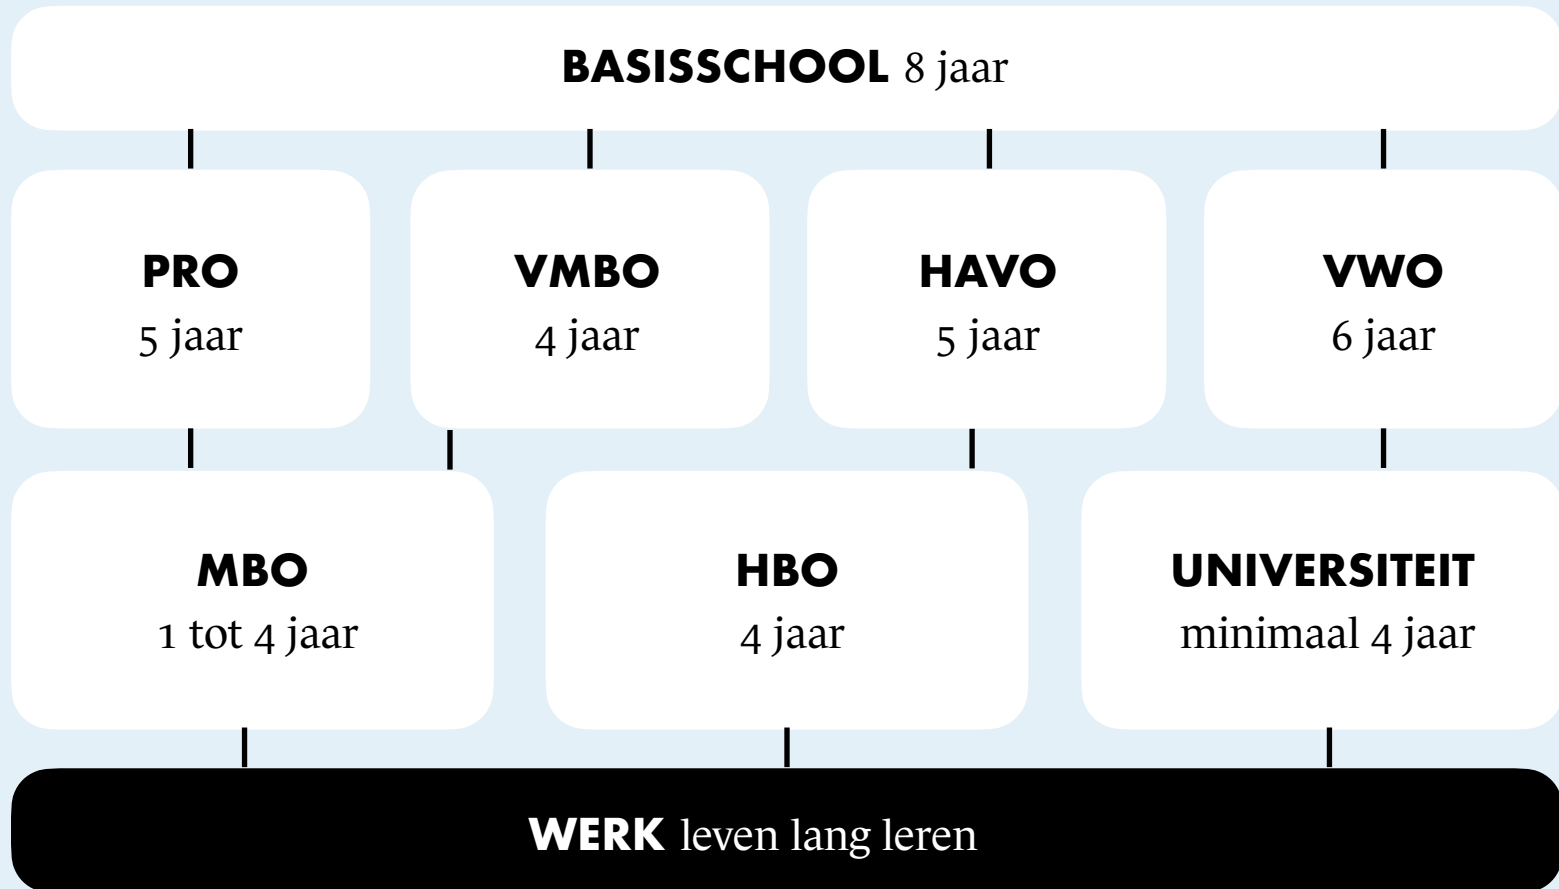 BASISSCHOOL 8 jaar
PRO
5 jaar
VMBO
4 jaar
HAVO
5 jaar
VWO
6 jaar
MBO
1 tot 4 jaar
HBO
4 jaar
UNIVERSITEIT
minimaal 4 jaar
WERK leven lang leren